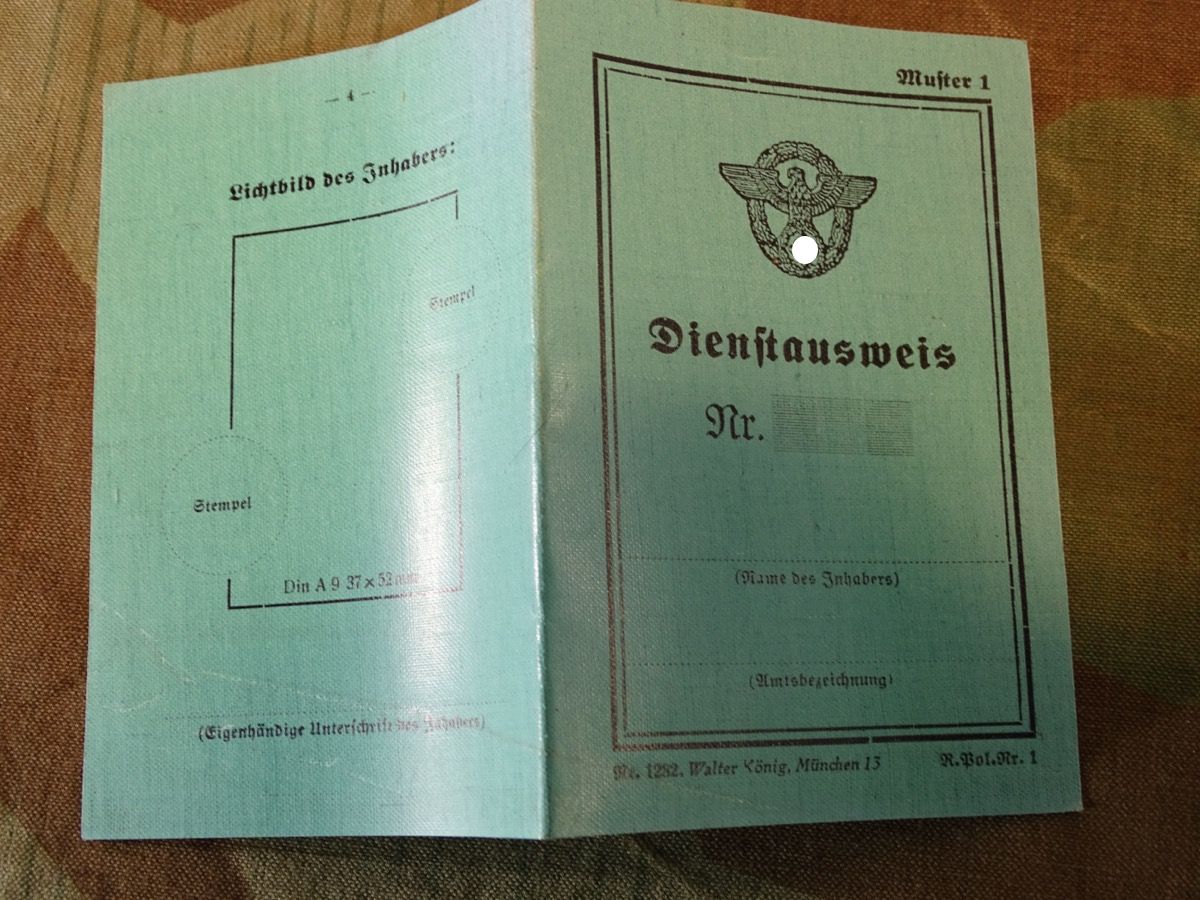 — 4 —
Lichtbild des Inhabers:
Stempel
Stempel
Din A 9 37 × 52 mm
(Eigenhändige Unterschrift des Inhabers)
Muster 1
Dienstausweis
Nr.
(Name des Inhabers)
(Amtsbezeichnung)
Nr. 1282. Walter König, München 13
R.Pol.Nr. 1